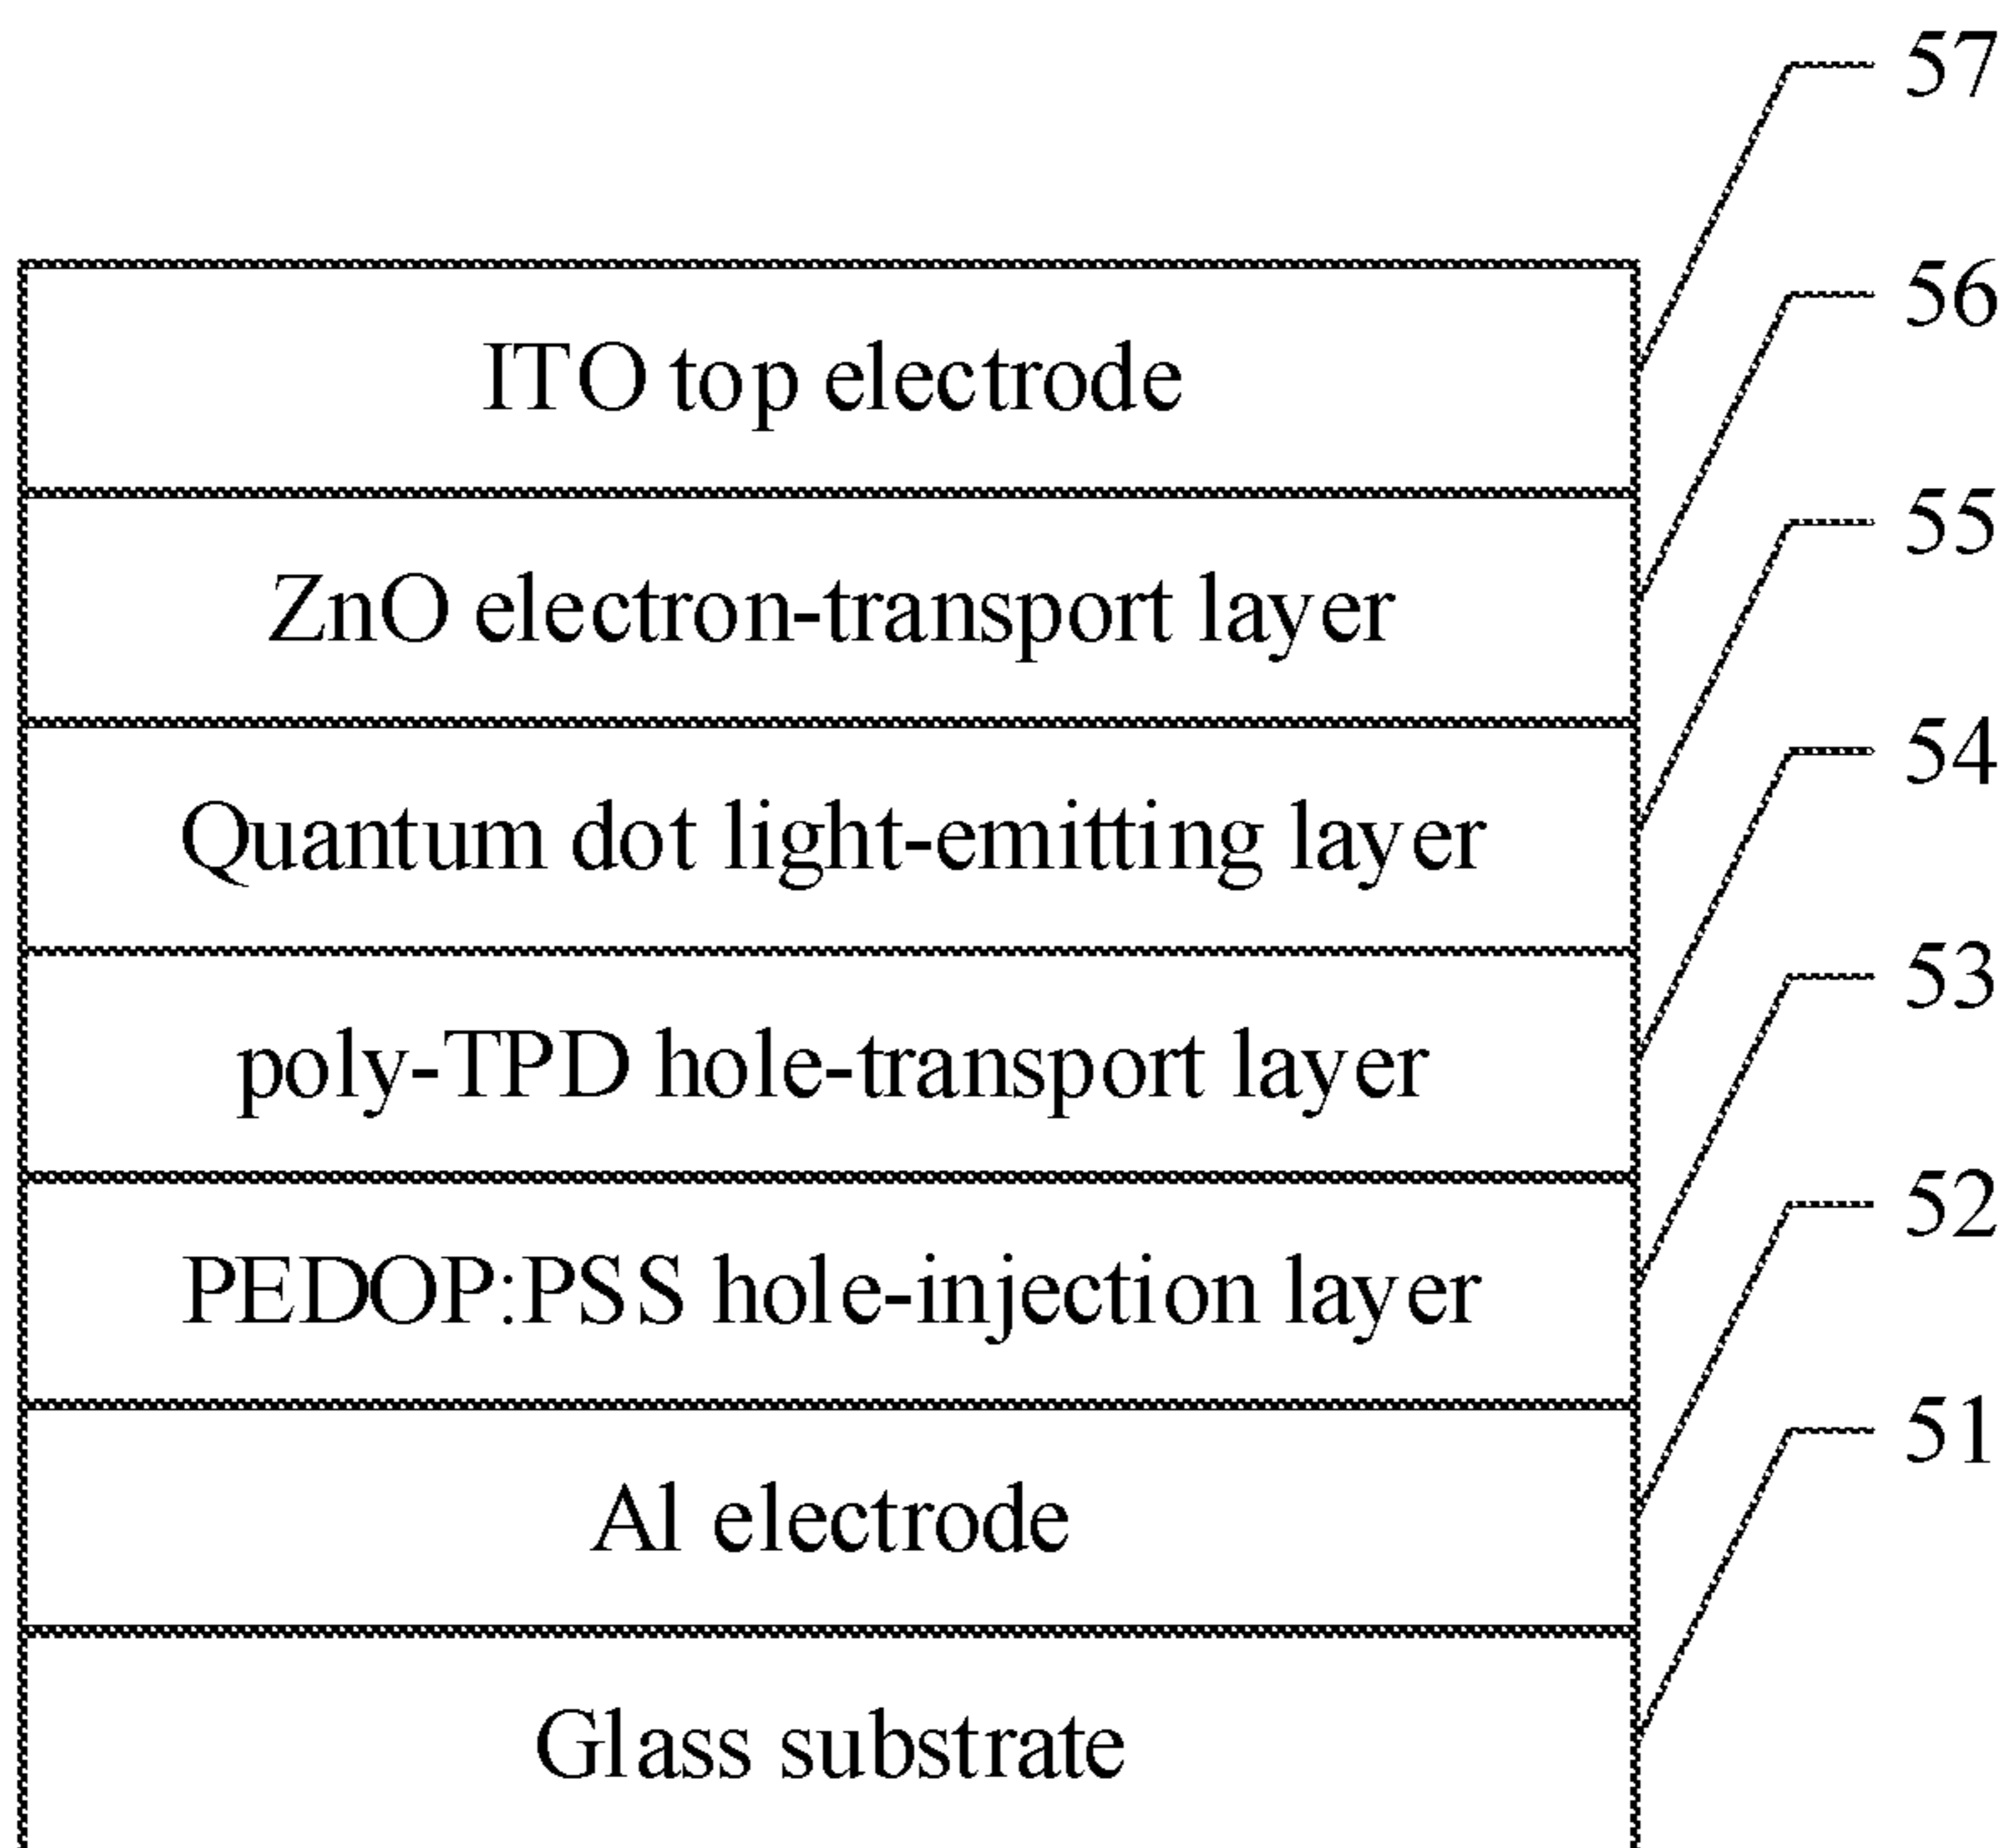 57
ITO top electrode
56
ZnO electron-transport layer
55
Quantum dot light-emitting layer
54
poly-TPD hole-transport layer
53
PEDOP:PSS hole-injection layer
52
Al electrode
51
Glass substrate